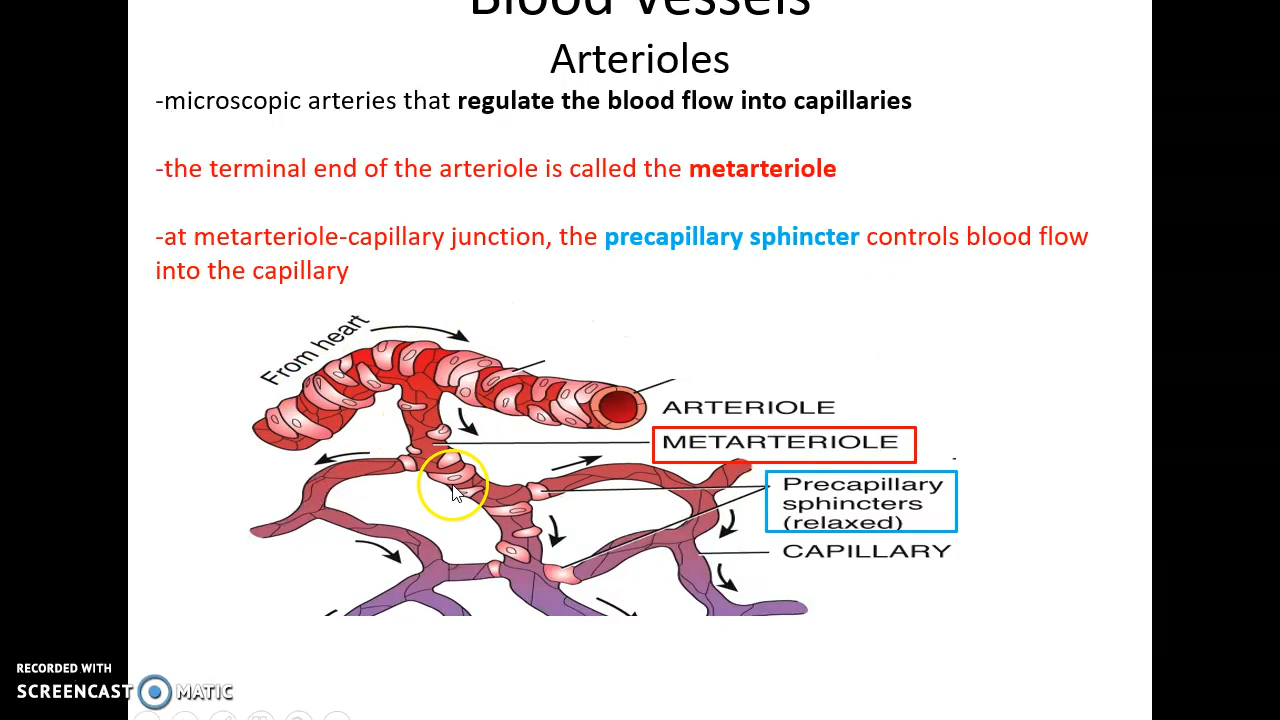 Blood Vessels
Arterioles
-microscopic arteries that regulate the blood flow into capillaries
-the terminal end of the arteriole is called the metarteriole
-at metarteriole-capillary junction, the precapillary sphincter controls blood flow
into the capillary
From heart
ARTERIOLE
METARTERIOLE
Precapillary
sphincters
(relaxed)
CAPILLARY
RECORDED WITH
SCREENCAST MATIC